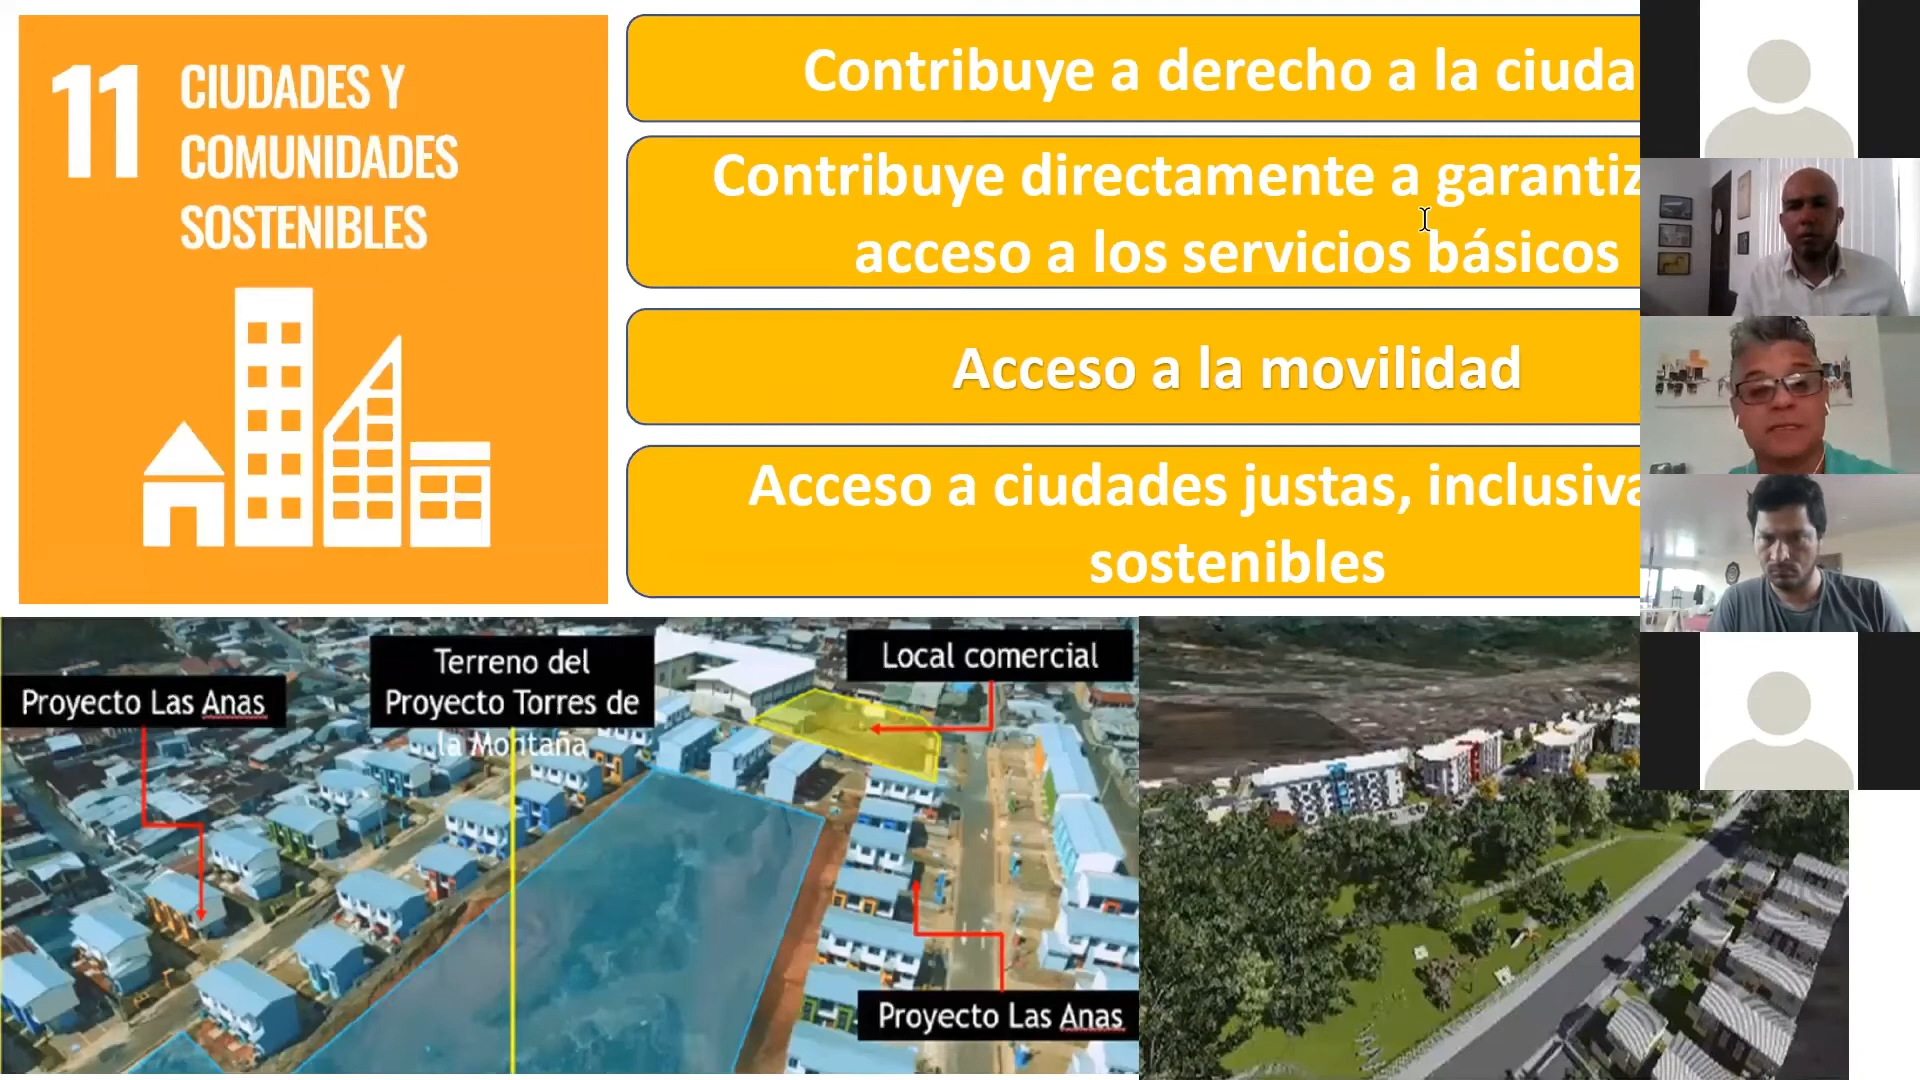 11
CIUDADES Y
COMUNIDADES
SOSTENIBLES
Contribuye a derecho a la ciuda
Contribuye directamente a garantiz
acceso a los servicios básicos
Acceso a la movilidad
Acceso a ciudades justas, inclusiva
sostenibles
Proyecto Las Anas
Terreno del
Proyecto Torres de
la Montaña
Local comercial
Proyecto Las Anas